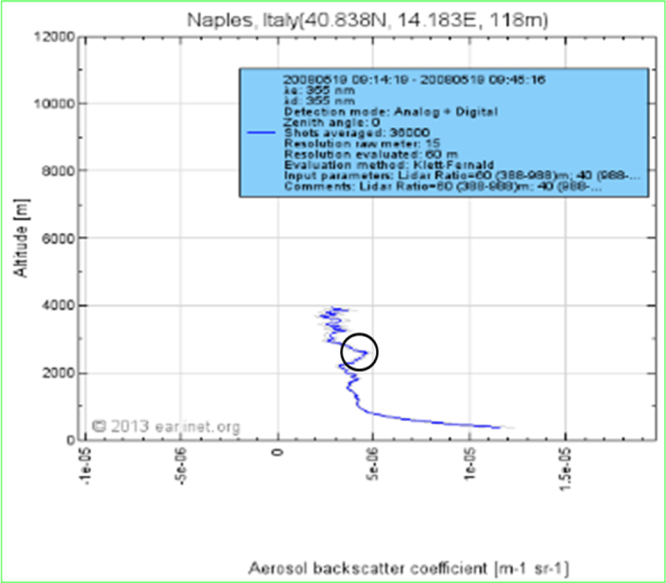 Naples, Italy(40.838N, 14.183E, 118m)
12000
10000
8000
6000
4000
2000
0
Altitude [m]
20080519 09:14:19 - 20080519 09:45:16
λe: 355 nm
λd: 355 nm
Detection mode: Analog + Digital
Zenith angle: 0
Shots averaged: 36000
Resolution raw meter: 15
Resolution evaluated: 60 m
Evaluation method: Klett-Fernald
Input parameters: Lidar Ratio=60 (388-988)m; 40 (988-...
Comments: Lidar Ratio=60 (388-988)m; 40 (988-...
© 2013 earlinet.org
-1e-05
-5e-06
0
5e-06
1e-05
1.5e-05
Aerosol backscatter coefficient [m-1 sr-1]